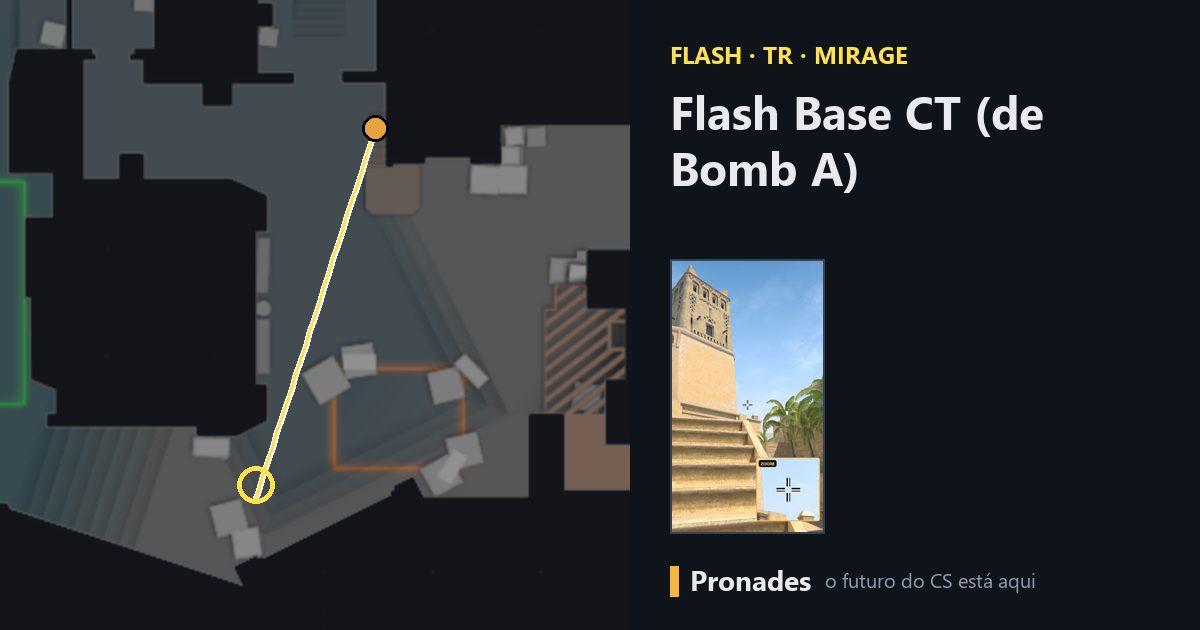 FLASH · TR · MIRAGE
Flash Base CT (de
Bomb A)
ZOOM
Pronades o futuro do CS está aqui